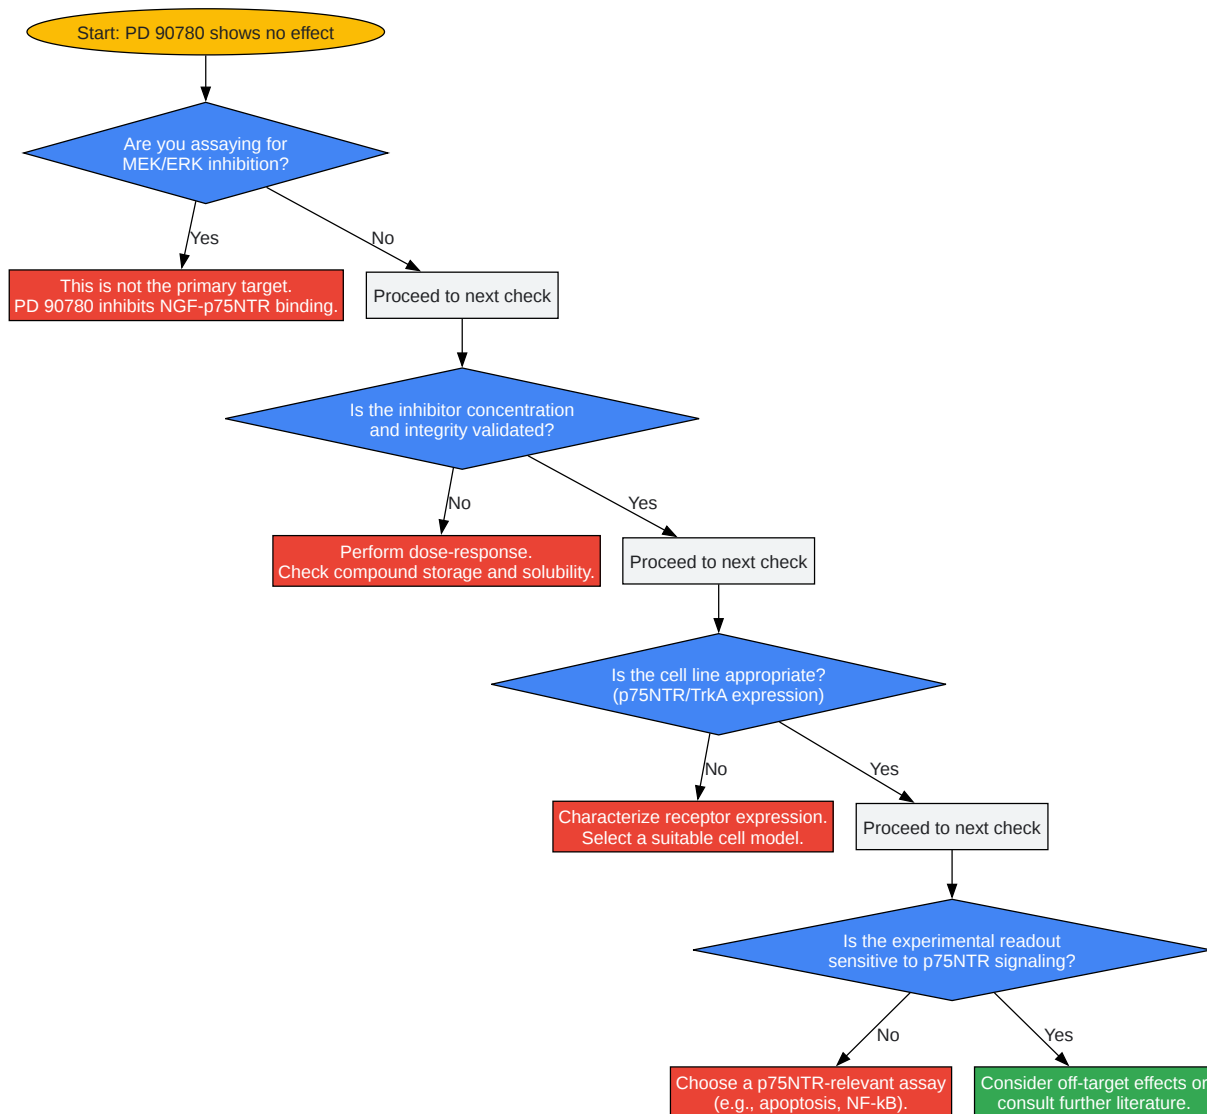 Start: PD 90780 shows no effect
Are you assaying for
MEK/ERK inhibition?
Yes
No
This is not the primary target.
PD 90780 inhibits NGF-p75NTR binding.
Proceed to next check
Is the inhibitor concentration
and integrity validated?
No
Yes
Perform dose-response.
Check compound storage and solubility.
Proceed to next check
Is the cell line appropriate?
(p75NTR/TrkA expression)
No
Yes
Characterize receptor expression.
Select a suitable cell model.
Proceed to next check
Is the experimental readout
sensitive to p75NTR signaling?
No
Yes
Choose a p75NTR-relevant assay
(e.g., apoptosis, NF-kB).
Consider off-target effects or
consult further literature.